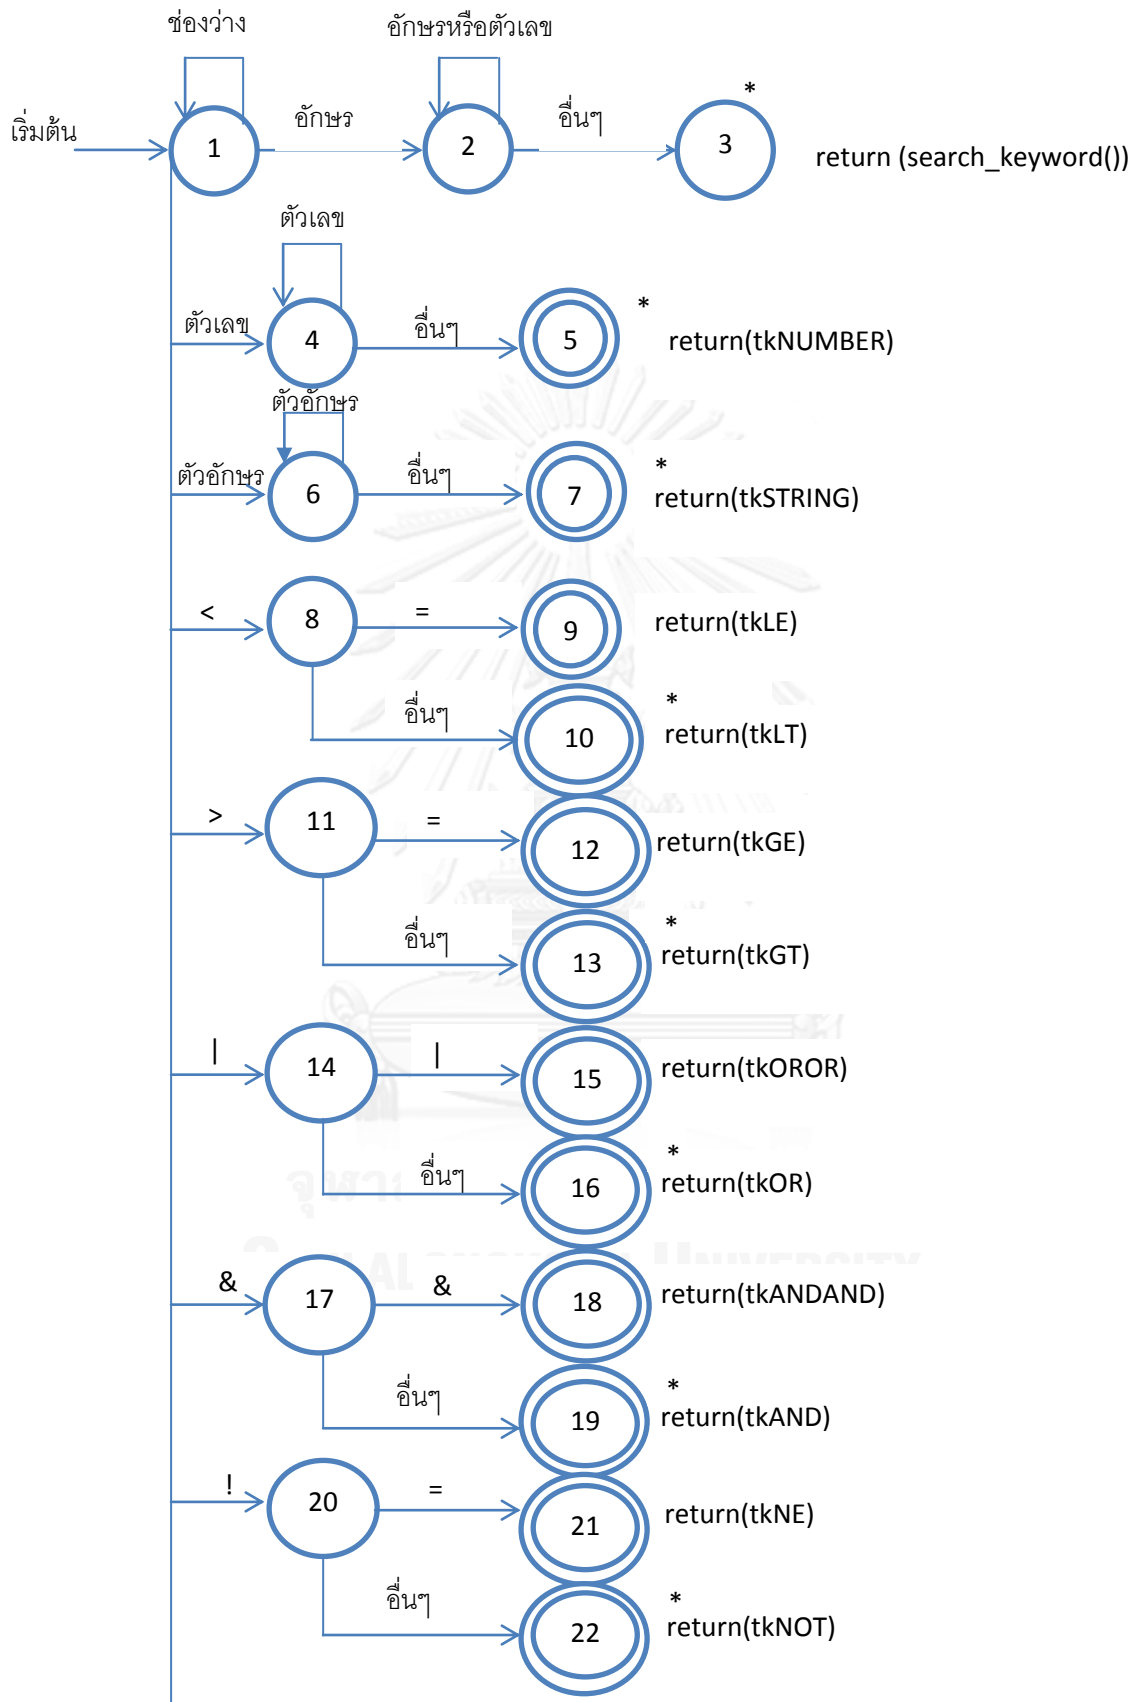 ช่องว่าง
อักษรหรือตัวเลข
เริ่มต้น
1
อักษร
2
อื่นๆ
3
*
return (search_keyword())
ตัวเลข
ตัวเลข
4
อื่นๆ
5
*
return(tkNUMBER)
ตัวอักษร
ตัวอักษร
6
อื่นๆ
7
*
return(tkSTRING)
<
8
=
9
return(tkLE)
อื่นๆ
10
*
return(tkLT)
>
11
=
12
return(tkGE)
อื่นๆ
13
*
return(tkGT)
|
14
|
15
return(tkOROR)
อื่นๆ
16
*
return(tkOR)
&
17
&
18
return(tkANDAND)
อื่นๆ
19
*
return(tkAND)
!
20
=
21
return(tkNE)
อื่นๆ
22
*
return(tkNOT)